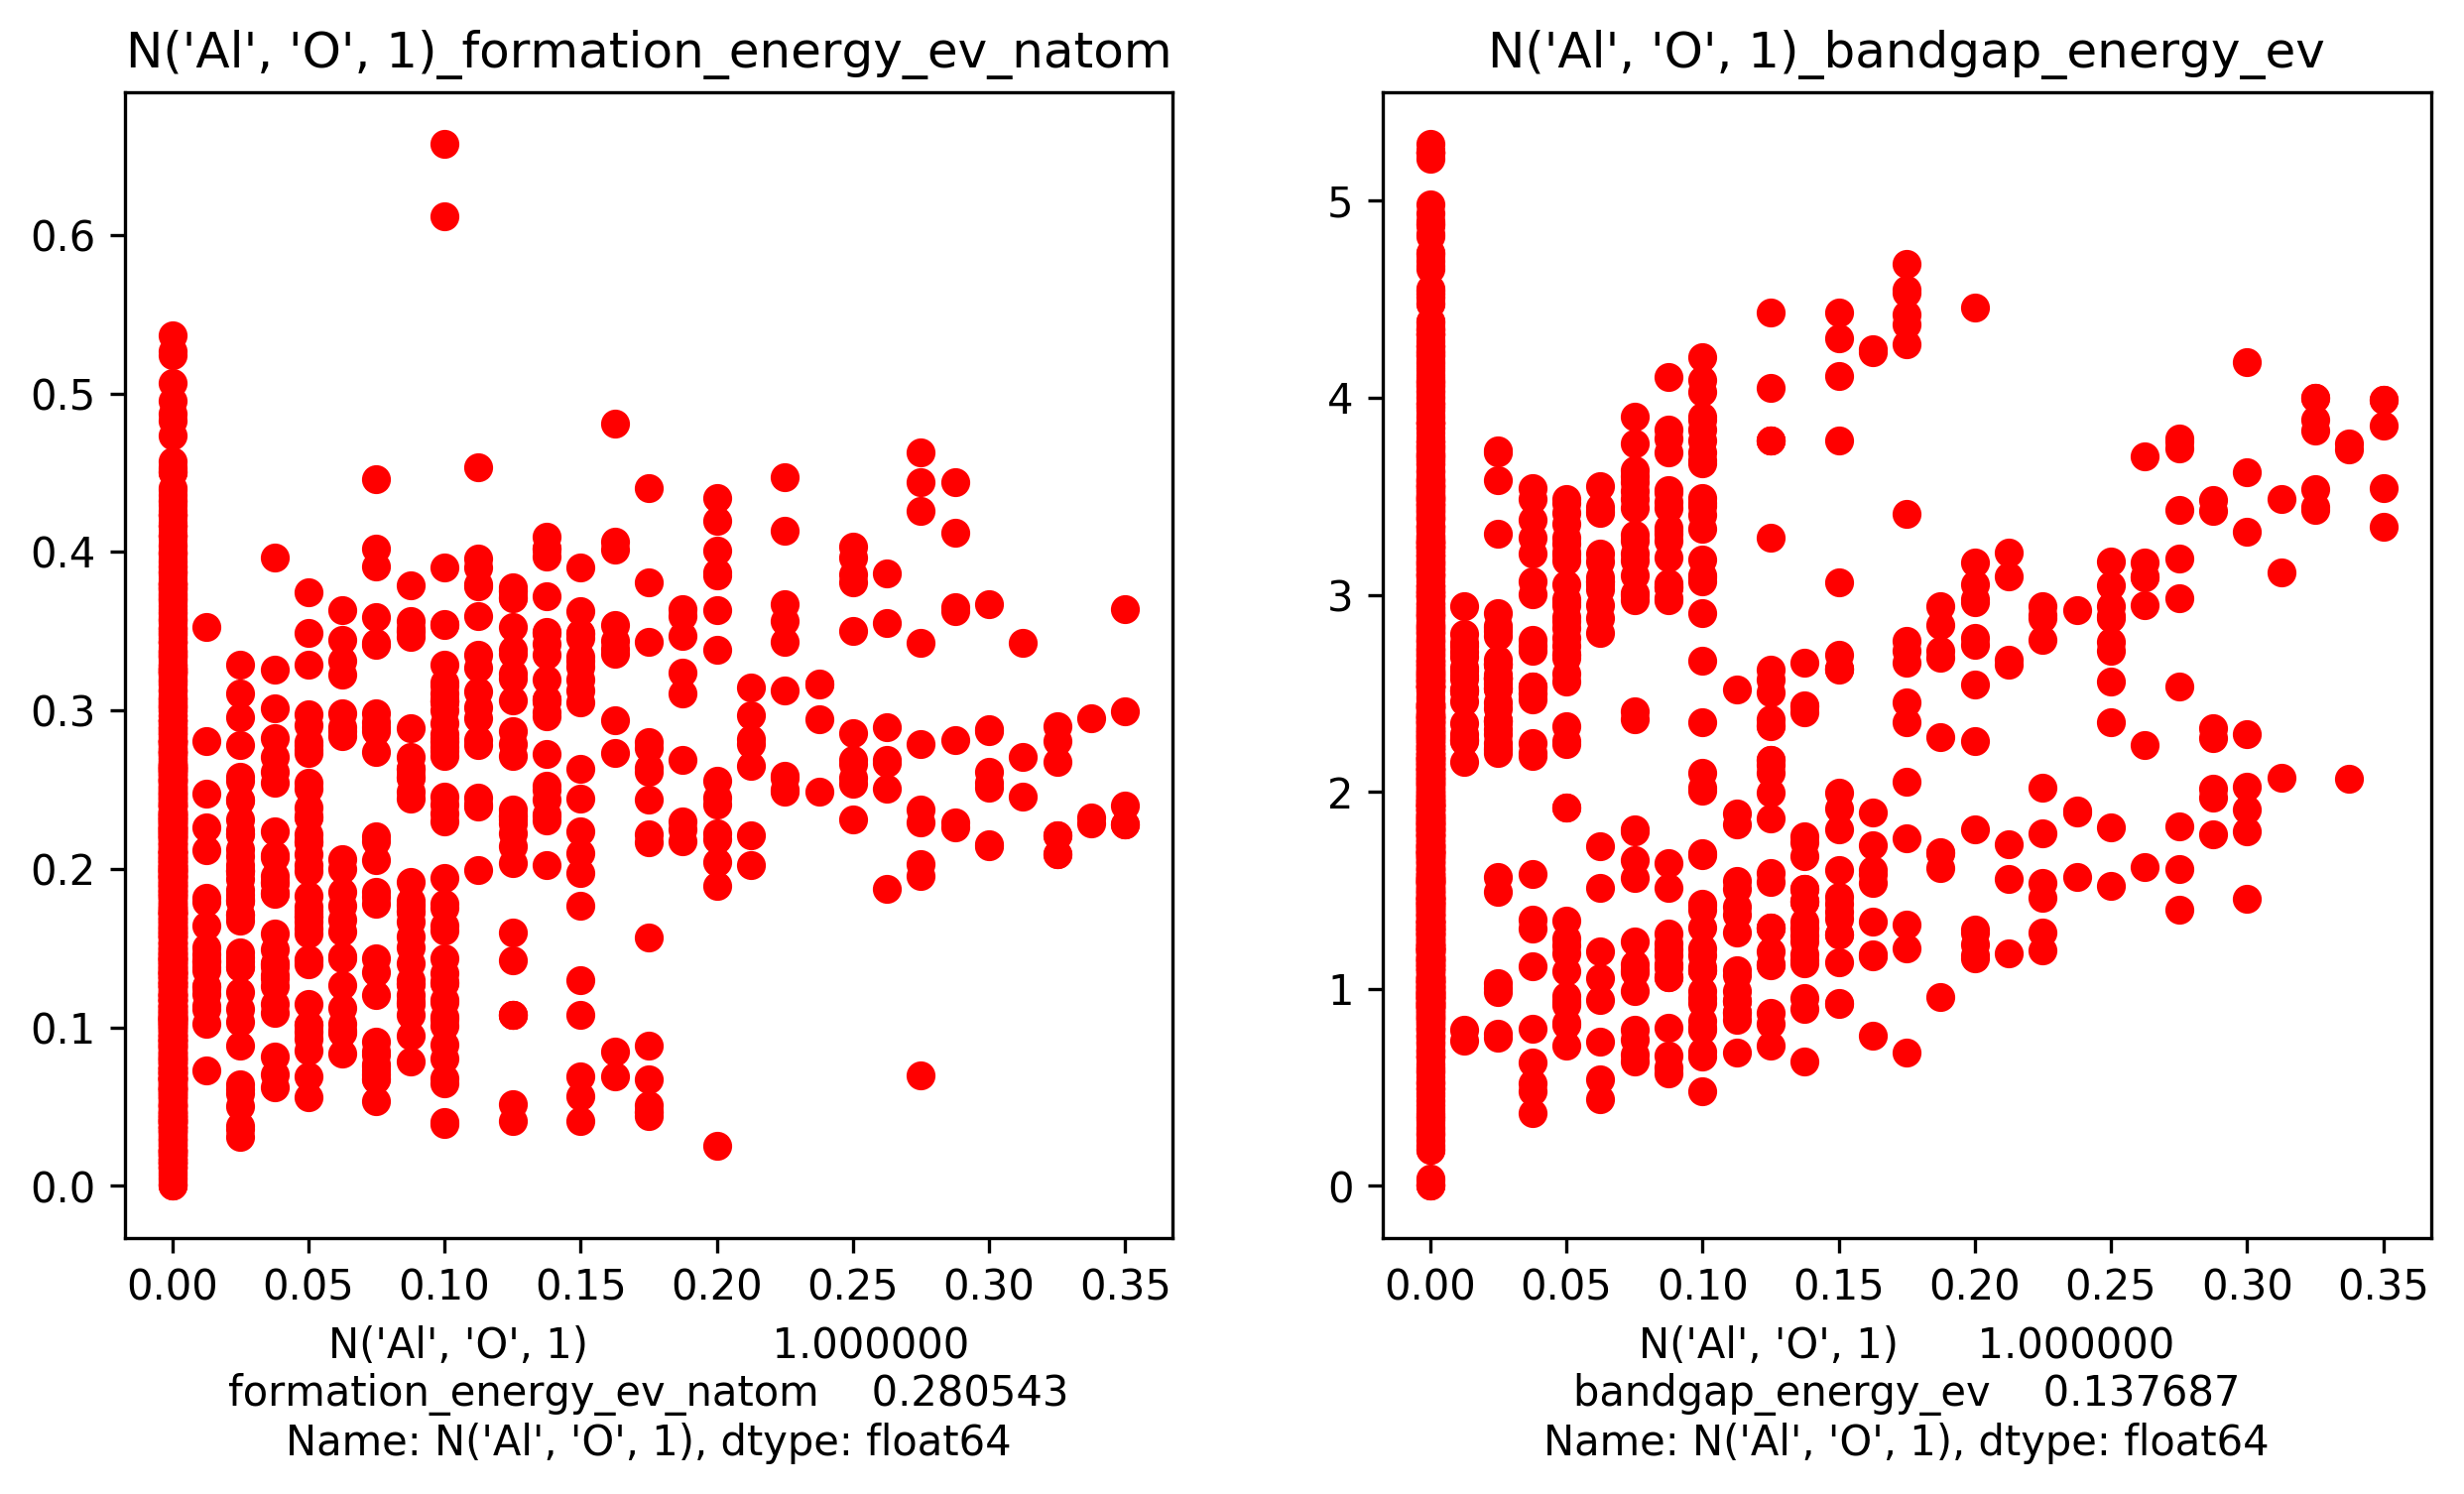 N('Al', 'O', 1)_formation_energy_ev_natom
0.6
0.5
0.4
0.3
0.2
0.1
0.0
0.00 0.05 0.10 0.15 0.20 0.25 0.30 0.35
N('Al', 'O', 1) 1.000000
formation_energy_ev_natom 0.280543
Name: N('Al', 'O', 1), dtype: float64
N('Al', 'O', 1)_bandgap_energy_ev
5
4
3
2
1
0
0.00 0.05 0.10 0.15 0.20 0.25 0.30 0.35
N('Al', 'O', 1) 1.000000
bandgap_energy_ev 0.137687
Name: N('Al', 'O', 1), dtype: float64